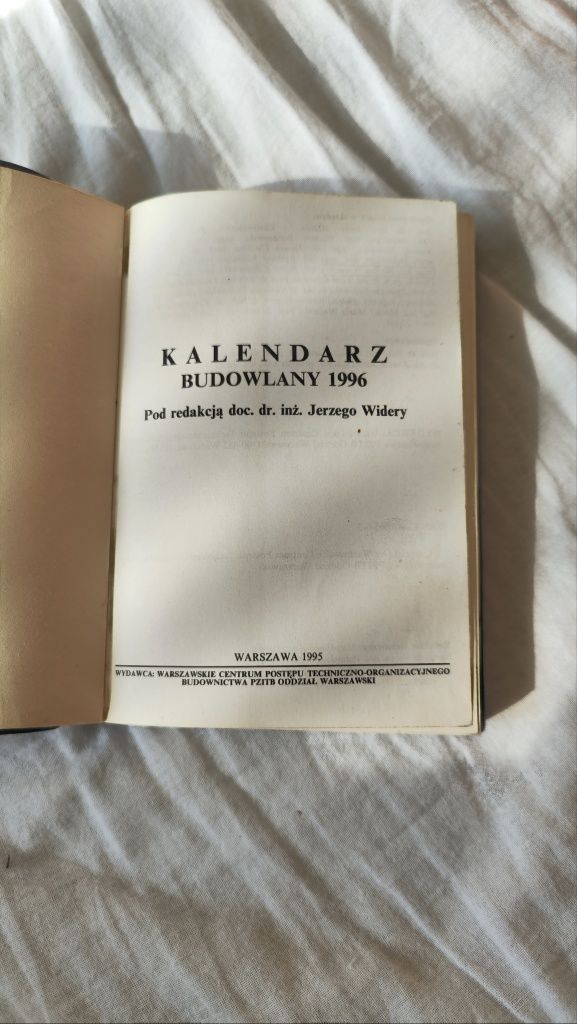 KALENDARZ
BUDOWLANY 1996
Pod redakcją doc. dr. inż. Jerzego Widery
WARSZAWA 1995
WYDAWCA: WARSZAWSKIE CENTRUM POSTĘPU TECHNICZNO-ORGANIZACYJNEGO
BUDOWNICTWA PZITB ODDZIAŁ WARSZAWSKI